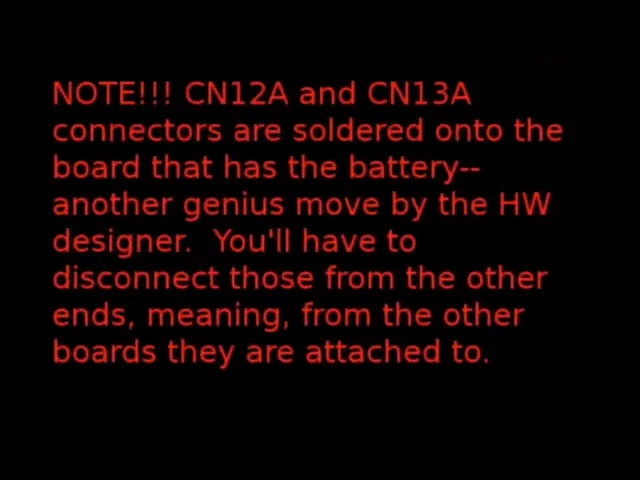 NOTE!!! CN12A and CN13A
connectors are soldered onto the
board that has the battery--
another genius move by the HW
designer.  You'll have to
disconnect those from the other
ends, meaning, from the other
boards they are attached to.